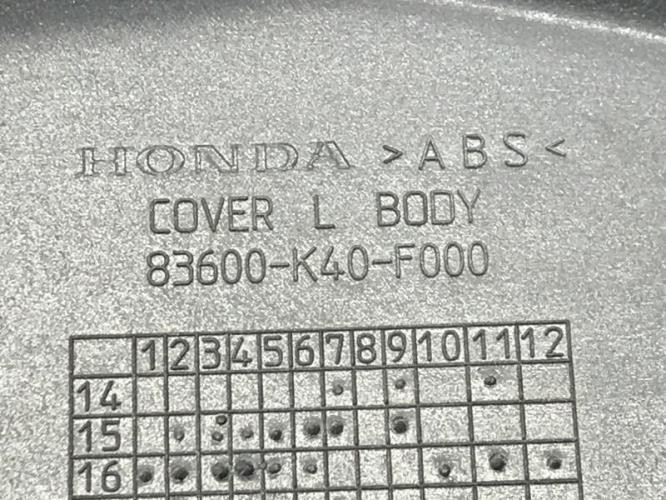 HONDA >ABS<
COVER L BODY
83600-K40-F000
1 2 3 4 5 6 7 8 9 10 11 12
14
15
16